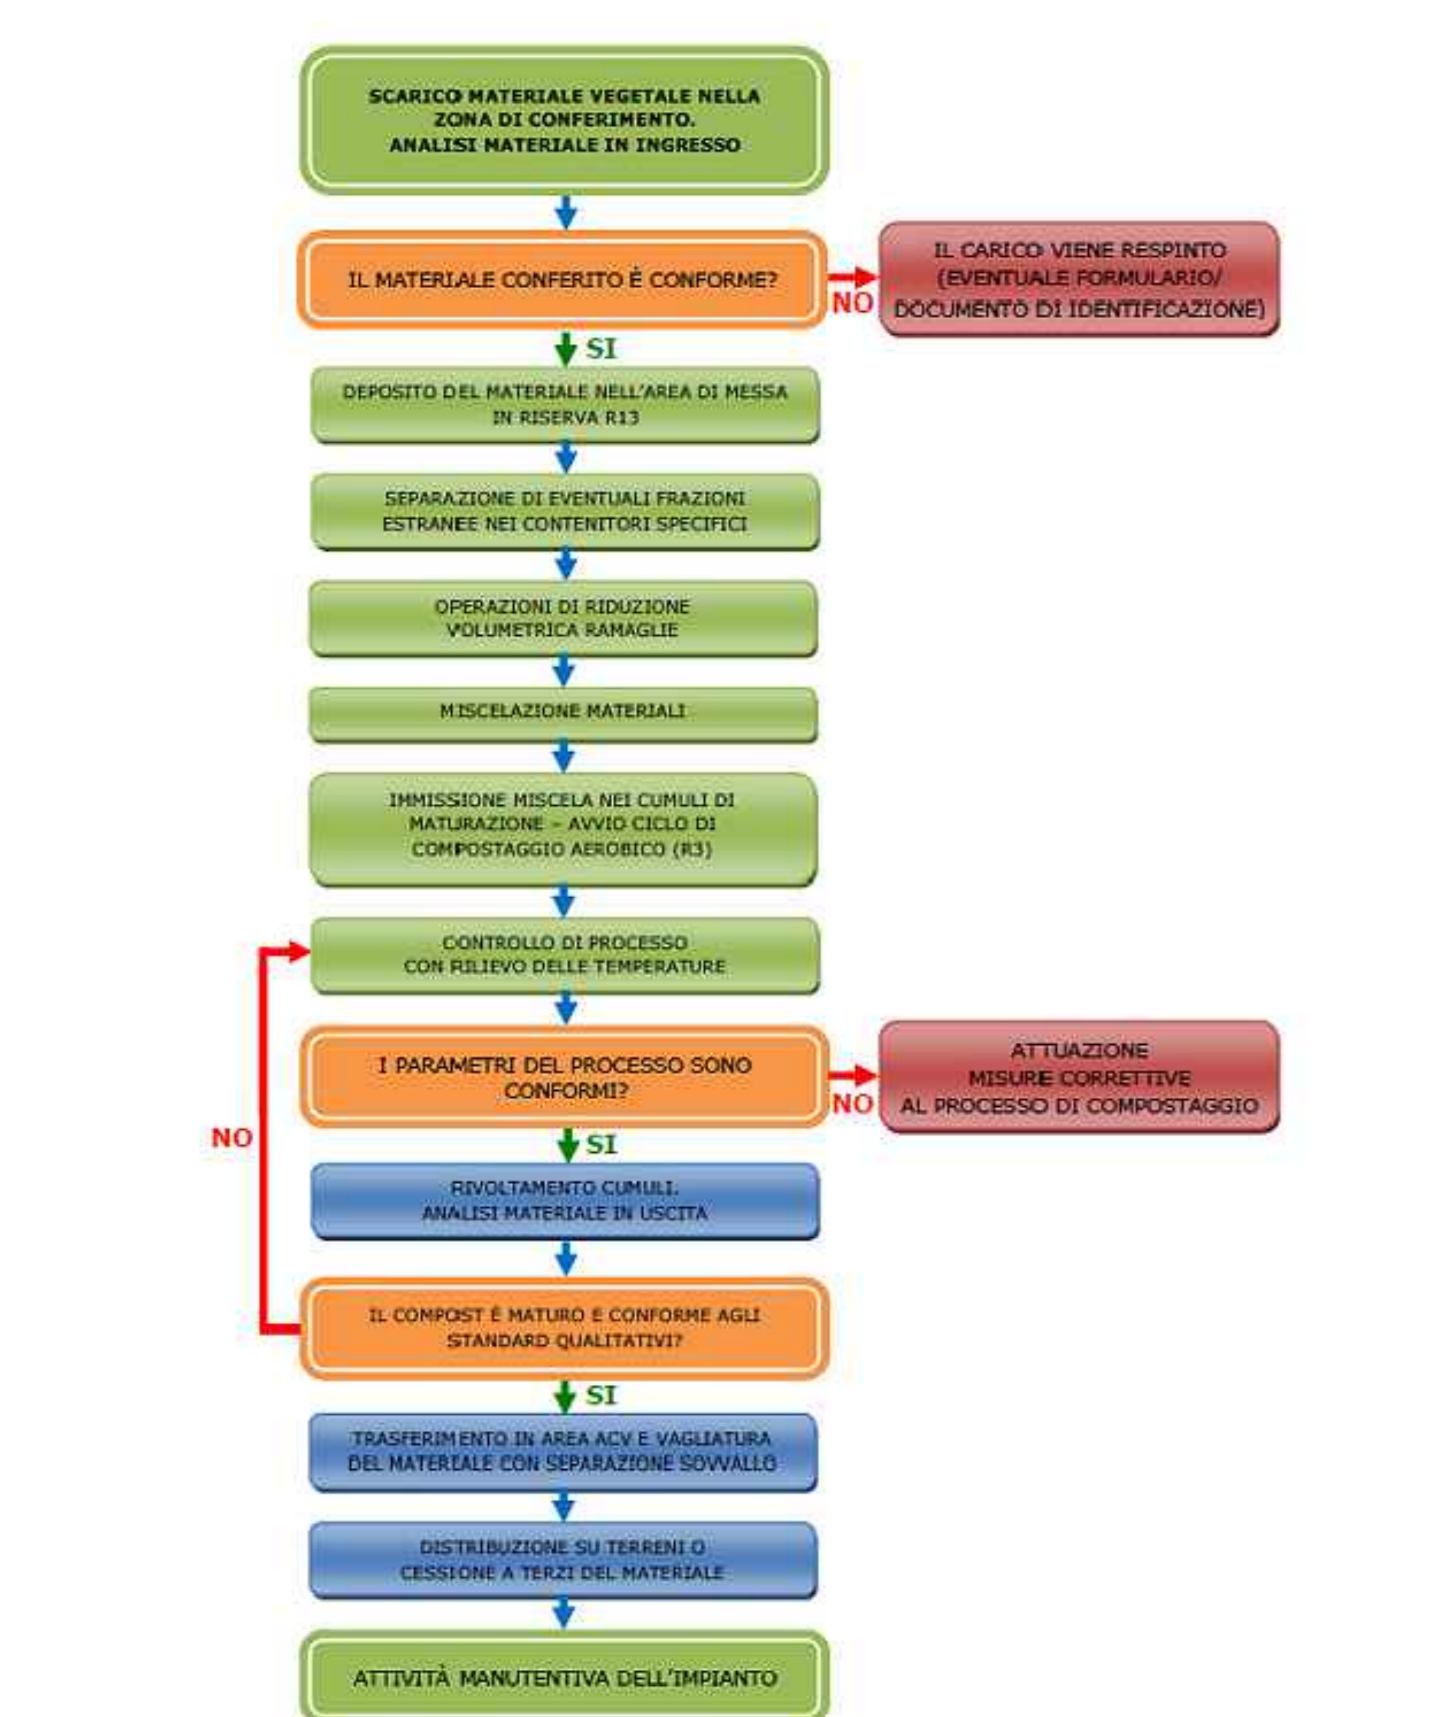 SCARICO MATERIALE VEGETALE NELLA
ZONA DI CONFERIMENTO.
ANALISI MATERIALE IN INGRESSO
IL MATERIALE CONFERITO È CONFORME?
NO
IL CARICO VIENE RESPINTO
(EVENTUALE FORMULARIO/
DOCUMENTO DI IDENTIFICAZIONE)
SI
DEPOSITO DEL MATERIALE NELL'AREA DI MESSA
IN RISERVA R13
SEPARAZIONE DI EVENTUALI FRAZIONI
ESTRANEE NEI CONTENITORI SPECIFICI
OPERAZIONI DI RIDUZIONE
VOLUMETRICA RAMAGLIE
MISCELAZIONE MATERIALI
IMMISSIONE MISCELA NEI CUMULI DI
MATURAZIONE – AVVIO CICLO DI
COMPOSTAGGIO AEROBICO (R3)
CONTROLLO DI PROCESSO
CON RILIEVO DELLE TEMPERATURE
I PARAMETRI DEL PROCESSO SONO
CONFORMI?
NO
ATTUAZIONE
MISURE CORRETTIVE
AL PROCESSO DI COMPOSTAGGIO
NO
SI
RIVOLTAMENTO CUMULI.
ANALISI MATERIALE IN USCITA
IL COMPOST È MATURO E CONFORME AGLI
STANDARD QUALITATIVI?
SI
TRASFERIMENTO IN AREA ACV E VAGLIATURA
DEL MATERIALE CON SEPARAZIONE SOVVALLO
DISTRIBUZIONE SU TERRENI O
CESSIONE A TERZI DEL MATERIALE
ATTIVITÀ MANUTENTIVA DELL'IMPIANTO